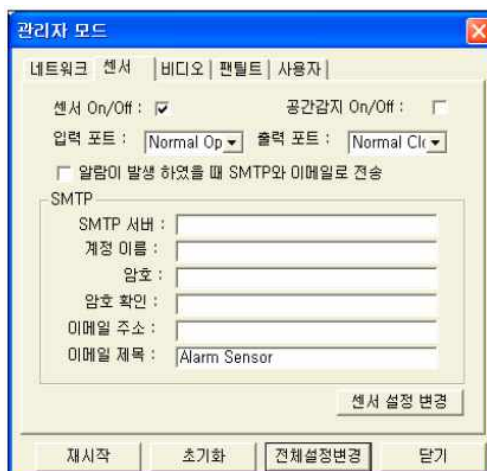 관리자 모드
네트워크 센서 비디오 팬틸트 사용자
센서 On/Off : 공간감지 On/Off :
입력 포트 : Normal Op 출력 포트 : Normal Clo
알람이 발생 하였을 때 SMTP와 이메일로 전송
SMTP
SMTP 서버 :
계정 이름 :
암호 :
암호 확인 :
이메일 주소 :
이메일 제목 : Alarm Sensor
센서 설정 변경
재시작 초기화 전체설정변경 닫기